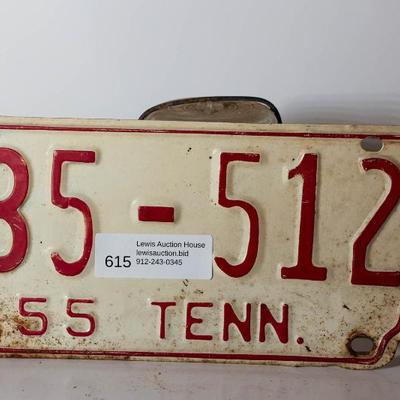 35-512
615
Lewis Auction House
lewisauction.bid
912-243-0345
55 TENN.